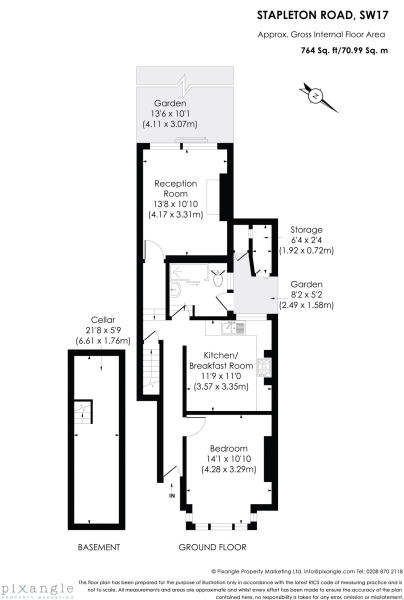 STAPLETON ROAD, SW17
Approx. Gross Internal Floor Area
764 Sq. ft/70.99 Sq. m
Garden
13'6 x 10'1
(4.11 x 3.07m)
Reception
Room
13'8 x 10'10
(4.17 x 3.31m)
Storage
6'4 x 2'4
(1.92 x 0.72m)
Garden
8'2 x 5'2
(2.49 x 1.58m)
Cellar
21'8 x 5'9
(6.61 x 1.76m)
Kitchen/
Breakfast Room
11'9 x 11'0
(3.57 x 3.35m)
Bedroom
14'1 x 10'10
(4.28 x 3.29m)
IN
BASEMENT
GROUND FLOOR
© Pixangle Property Marketing Ltd, info@pixangle.com, Tel: 0208 870 2118
This floor plan has been prepared for the purpose of illustration only in accordance with the latest RICS code of measuring practice and is
not to scale. All measurements and areas are approximate and whilst every effort has been made to ensure the accuracy of the plan
contained here, no responsibility is taken for any error, omission or misstatement.
pixangle
PROPERTY MARKETING